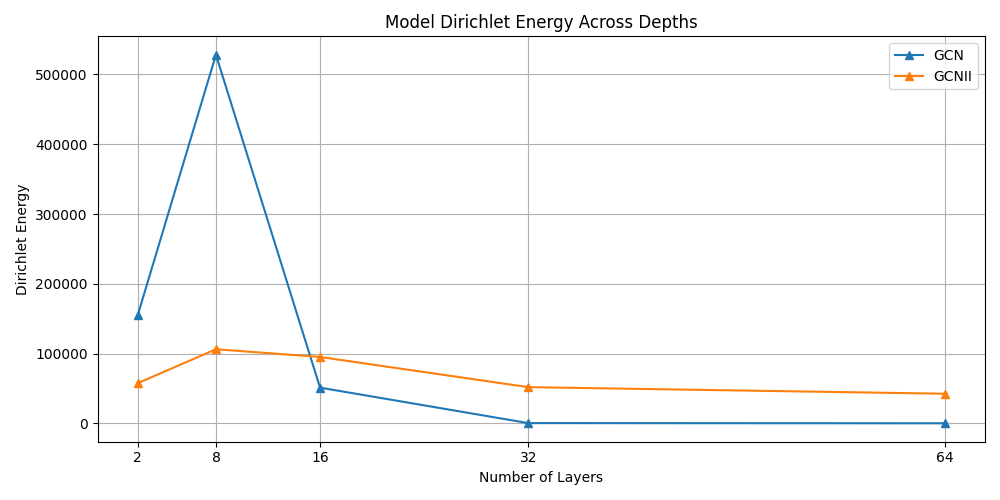 Model Dirichlet Energy Across Depths
GCN
GCNII
Dirichlet Energy
500000
400000
300000
200000
100000
0
2 8 16 32 64
Number of Layers